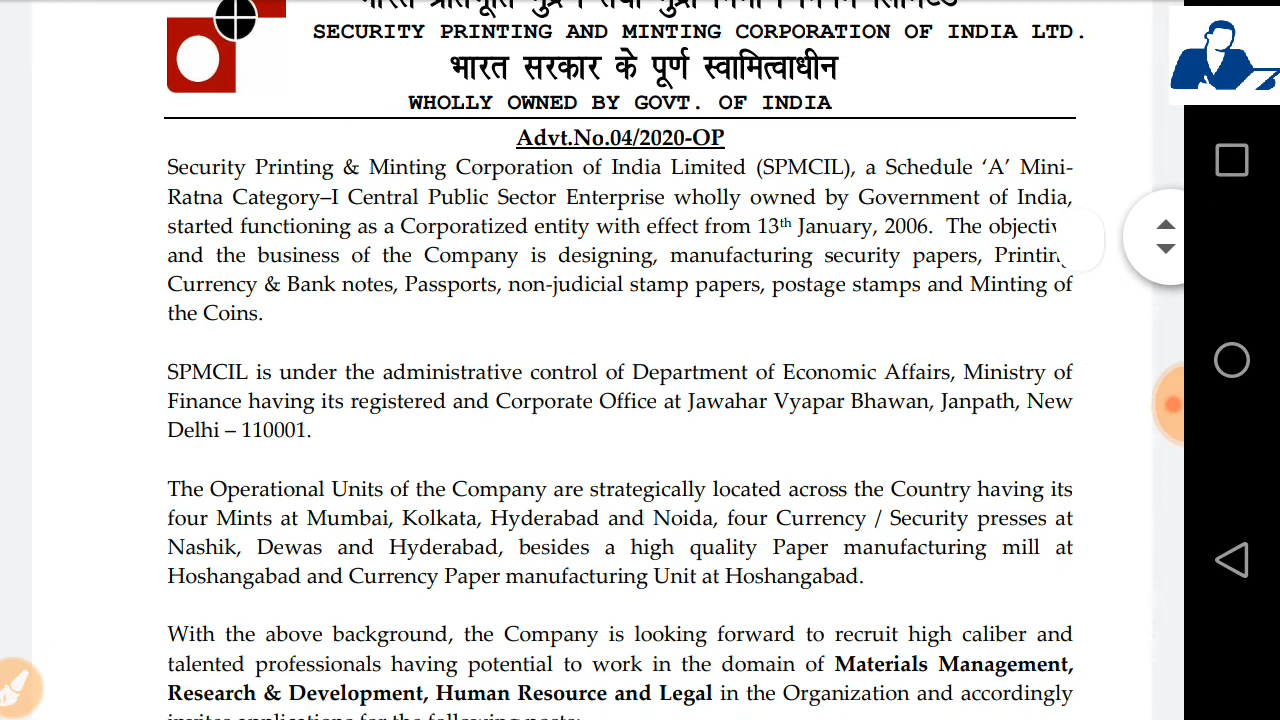 SECURITY PRINTING AND MINTING CORPORATION OF INDIA LTD.
भारत सरकार के पूर्ण स्वामित्वाधीन
WHOLLY OWNED BY GOVT. OF INDIA
Advt.No.04/2020-OP
Security Printing & Minting Corporation of India Limited (SPMCIL), a Schedule ‘A’ Mini-
Ratna Category–I Central Public Sector Enterprise wholly owned by Government of India,
started functioning as a Corporatized entity with effect from 13th January, 2006. The
and the business of the Company is designing, manufacturing security papers,
Currency & Bank notes, Passports, non-judicial stamp papers, postage stamps and Minting of
the Coins.
SPMCIL is under the administrative control of Department of Economic Affairs, Ministry of
Finance having its registered and Corporate Office at Jawahar Vyapar Bhawan, Janpath, New
Delhi – 110001.
The Operational Units of the Company are strategically located across the Country having its
four Mints at Mumbai, Kolkata, Hyderabad and Noida, four Currency / Security presses at
Nashik, Dewas and Hyderabad, besides a high quality Paper manufacturing mill at
Hoshangabad and Currency Paper manufacturing Unit at Hoshangabad.
With the above background, the Company is looking forward to recruit high caliber and
talented professionals having potential to work in the domain of Materials Management,
Research & Development, Human Resource and Legal in the Organization and accordingly